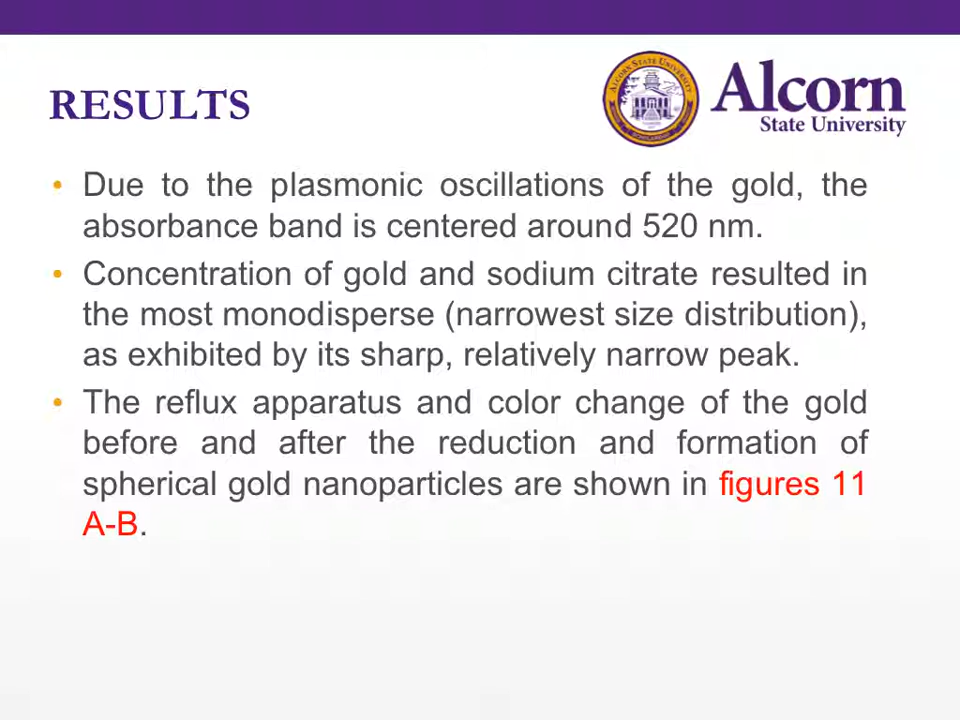 RESULTS
ALCORN STATE UNIVERSITY
Alcorn
State University
• Due to the plasmonic oscillations of the gold, the
absorbance band is centered around 520 nm.
• Concentration of gold and sodium citrate resulted in
the most monodisperse (narrowest size distribution),
as exhibited by its sharp, relatively narrow peak.
• The reflux apparatus and color change of the gold
before and after the reduction and formation of
spherical gold nanoparticles are shown in figures 11
A-B.